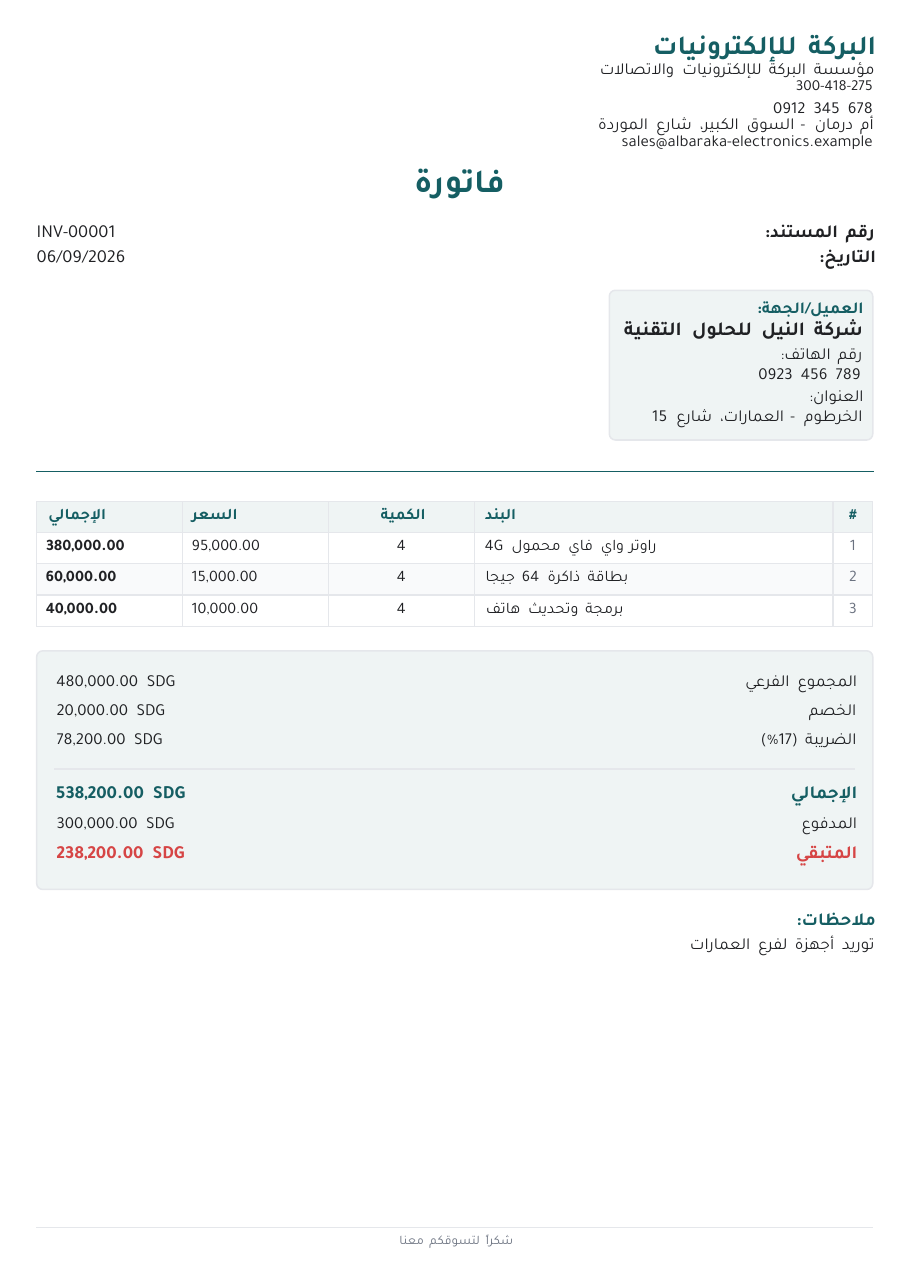 البركة للإلكترونيات
مؤسسة البركة للإلكترونيات والاتصالات
300-418-275
0912 345 678
أم درمان - السوق الكبير، شارع الموردة
sales@albaraka-electronics.example
فاتورة
رقم المستند: INV-00001
التاريخ: 06/09/2026
العميل/الجهة:
شركة النيل للحلول التقنية
رقم الهاتف:
0923 456 789
العنوان:
الخرطوم - العمارات، شارع 15
# البند الكمية السعر الإجمالي
1 راوتر واي فاي محمول 4G 4 95,000.00 380,000.00
2 بطاقة ذاكرة 64 جيجا 4 15,000.00 60,000.00
3 برمجة وتحديث هاتف 4 10,000.00 40,000.00
المجموع الفرعي 480,000.00 SDG
الخصم 20,000.00 SDG
الضريبة (17%) 78,200.00 SDG
الإجمالي 538,200.00 SDG
المدفوع 300,000.00 SDG
المتبقي 238,200.00 SDG
ملاحظات:
توريد أجهزة لفرع العمارات
شكراً لتسوقكم معنا